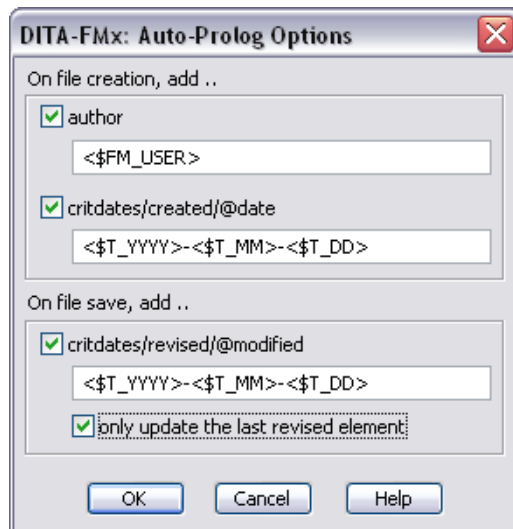 DITA-FMx: Auto-Prolog Options
On file creation, add ..
author
<$FM_USER>
critdates/created/@date
<$T_YYYY>-<$T_MM>-<$T_DD>
On file save, add ..
critdates/revised/@modified
<$T_YYYY>-<$T_MM>-<$T_DD>
only update the last revised element
OK Cancel Help